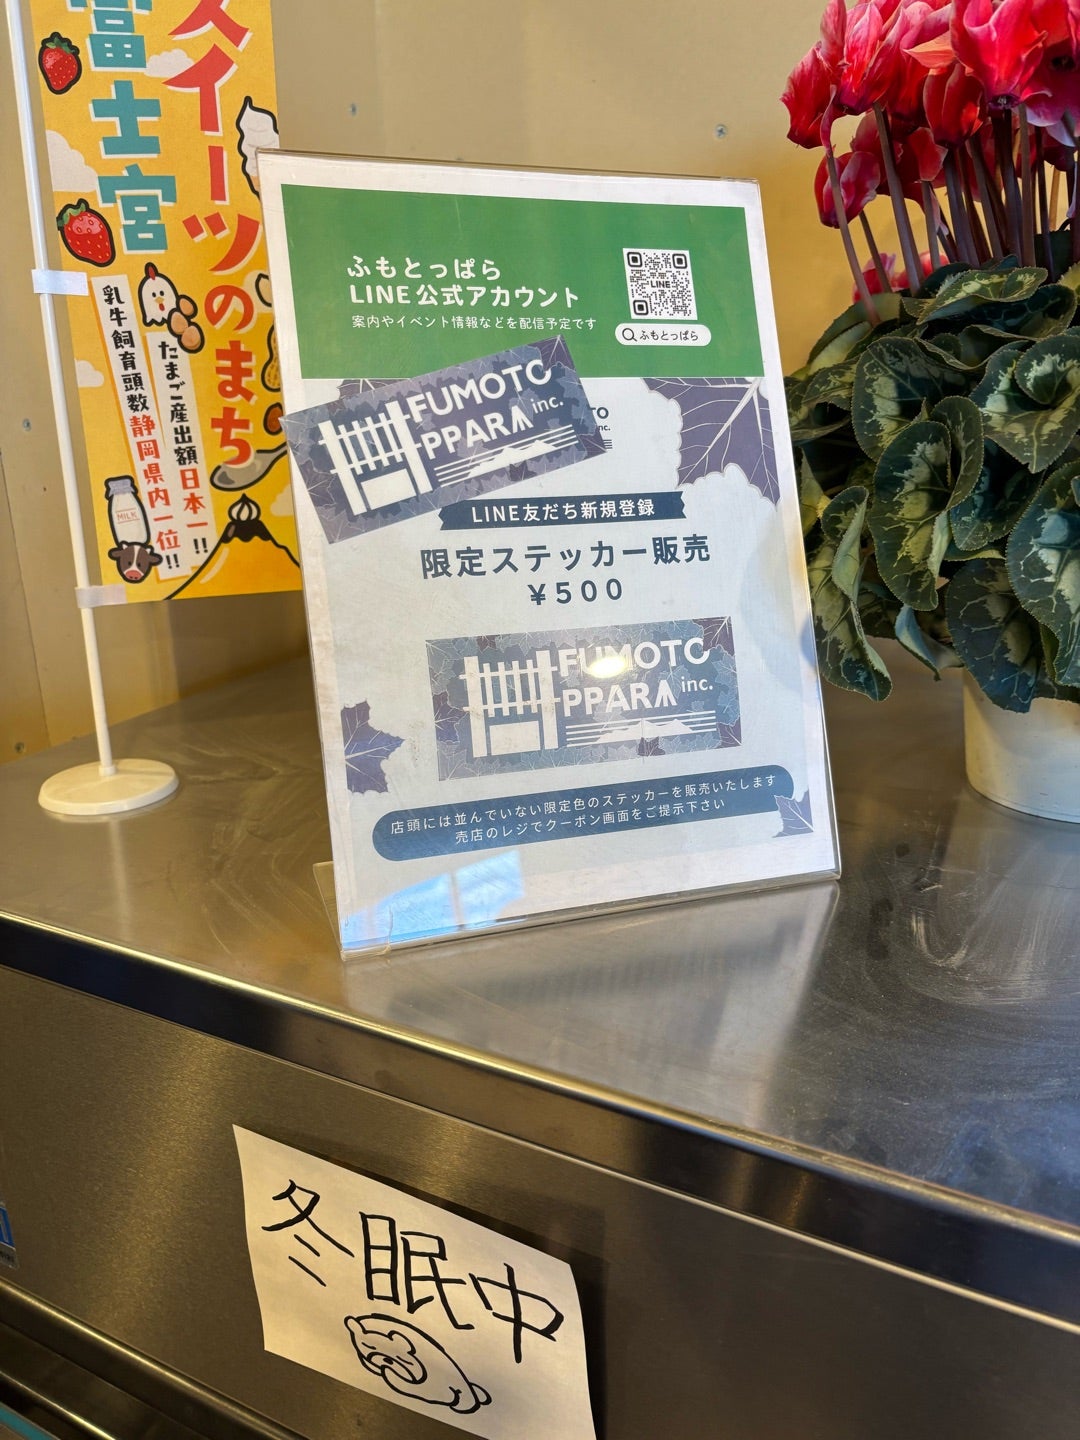 スイーツのまち
富士宮
たまご産出額日本一!!
乳牛飼育頭数静岡県内一位!!
MILK
ふもとっぱら
LINE公式アカウント
案内やイベント情報などを配信予定です
LINE
ふもとっぱら
FUMOTO
PPARA inc.
TO
inc.
LINE友だち新規登録
限定ステッカー販売
¥500
FUMOTO
PPARA inc.
店頭には並んでいない限定色のステッカーを販売いたします
売店のレジでクーポン画面をご提示下さい
冬眠中